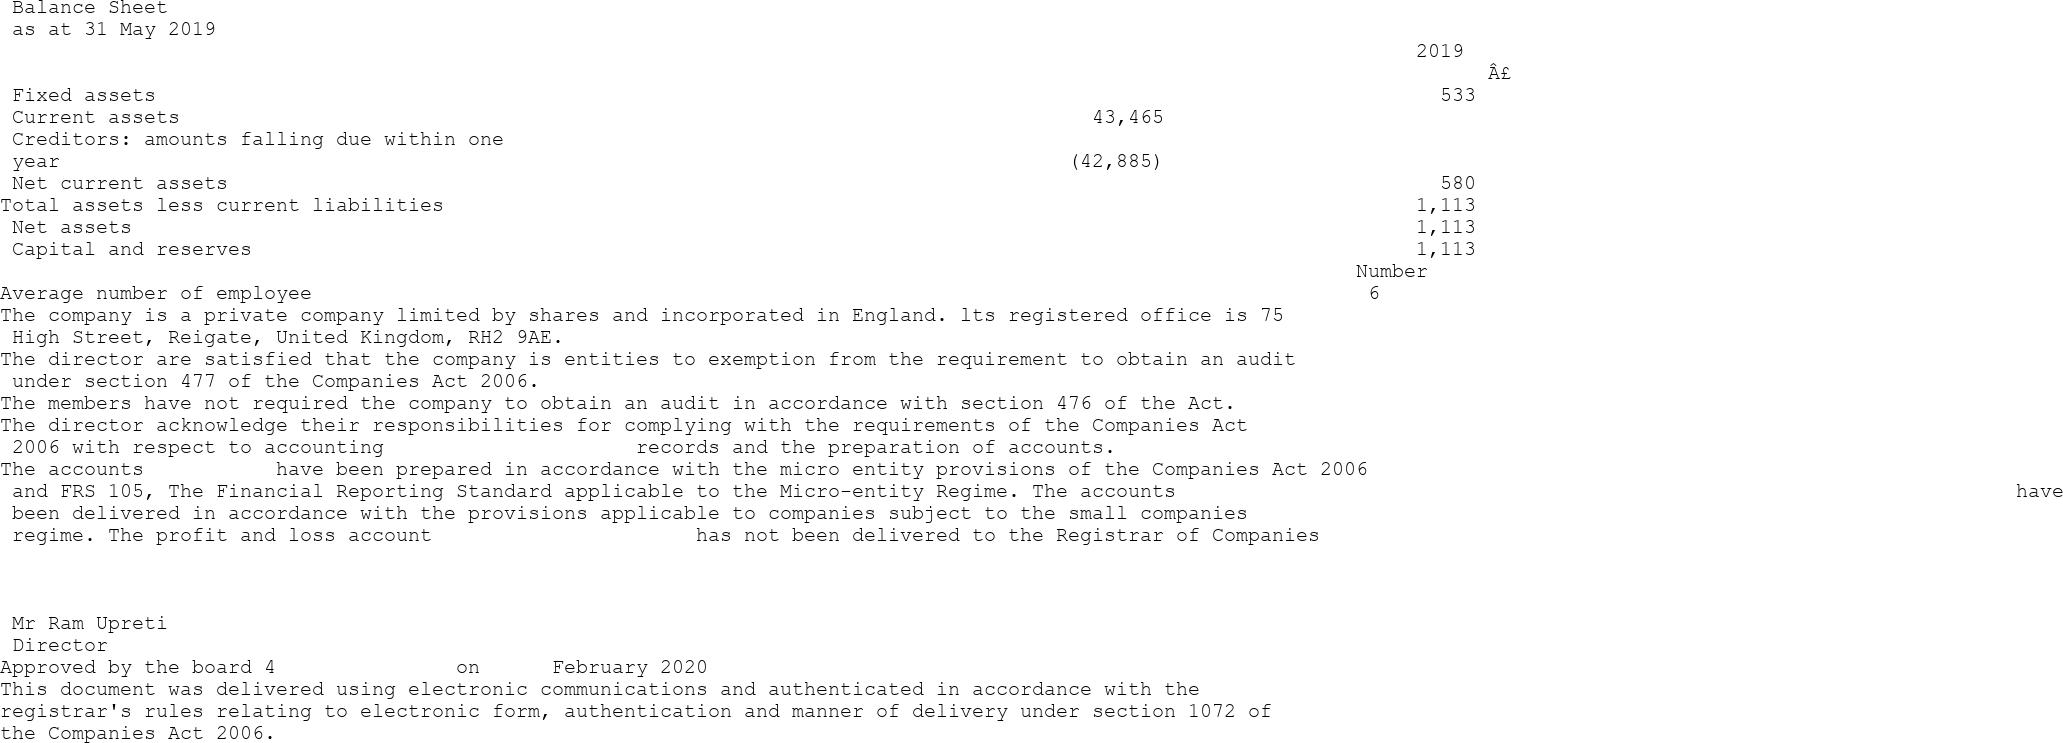 Balance Sheet
as at 31 May 2019
2019
Â£
Fixed assets 533
Current assets 43,465
Creditors: amounts falling due within one
year (42,885)
Net current assets 580
Total assets less current liabilities 1,113
Net assets 1,113
Capital and reserves 1,113
Number
Average number of employee 6
The company is a private company limited by shares and incorporated in England. lts registered office is 75
High Street, Reigate, United Kingdom, RH2 9AE.
The director are satisfied that the company is entities to exemption from the requirement to obtain an audit
under section 477 of the Companies Act 2006.
The members have not required the company to obtain an audit in accordance with section 476 of the Act.
The director acknowledge their responsibilities for complying with the requirements of the Companies Act
2006 with respect to accounting records and the preparation of accounts.
The accounts have been prepared in accordance with the micro entity provisions of the Companies Act 2006
and FRS 105, The Financial Reporting Standard applicable to the Micro-entity Regime. The accounts have
been delivered in accordance with the provisions applicable to companies subject to the small companies
regime. The profit and loss account has not been delivered to the Registrar of Companies
Mr Ram Upreti
Director
Approved by the board 4 on February 2020
This document was delivered using electronic communications and authenticated in accordance with the
registrar's rules relating to electronic form, authentication and manner of delivery under section 1072 of
the Companies Act 2006.